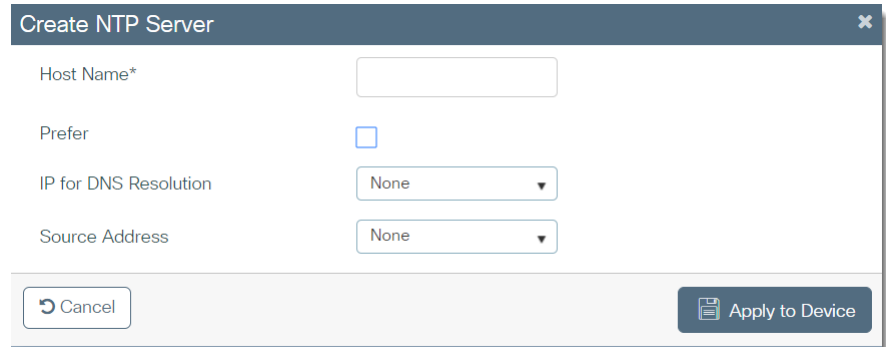 Create NTP Server
Host Name*
Prefer
IP for DNS Resolution None
Source Address None
Cancel Apply to Device